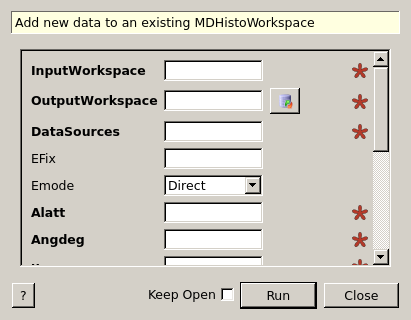 Add new data to an existing MDHistoWorkspace
InputWorkspace
OutputWorkspace
DataSources
EFix
Emode Direct
Alatt
Angdeg
? Keep Open Run Close